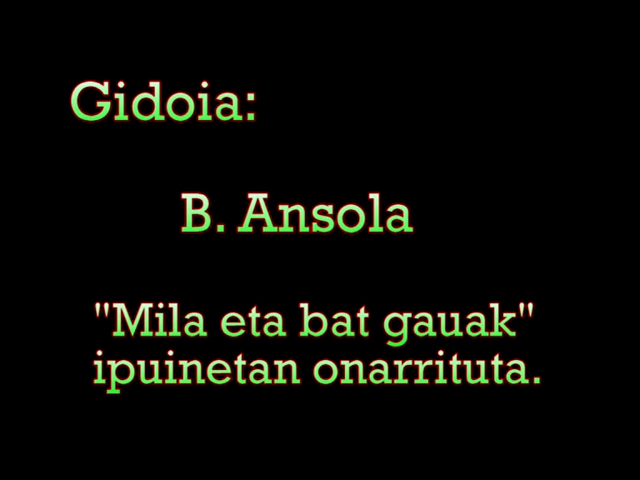 Gidoia:
B. Ansola
"Mila eta bat gauak"
ipuinetan onarrituta.